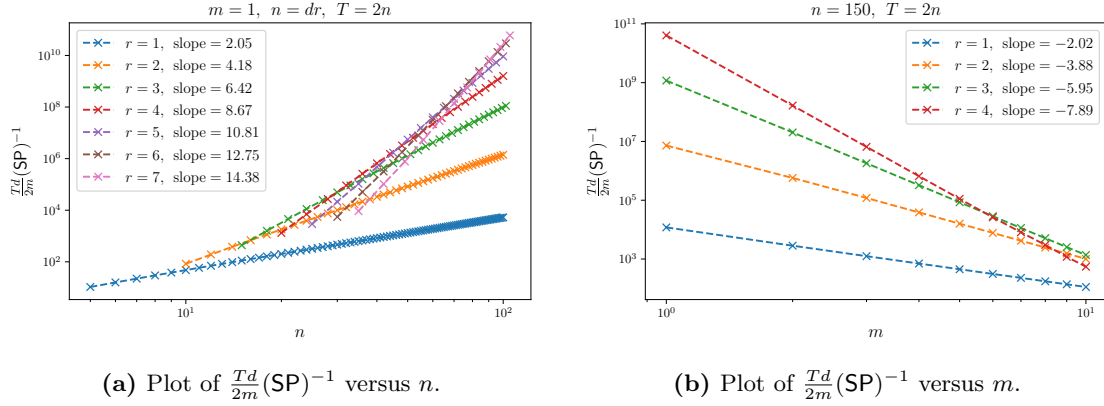 m = 1, n = dr, T = 2n
Td/2m (SP)^{-1}
10^{10}
10^8
10^6
10^4
10^2
r = 1, slope = 2.05
r = 2, slope = 4.18
r = 3, slope = 6.42
r = 4, slope = 8.67
r = 5, slope = 10.81
r = 6, slope = 12.75
r = 7, slope = 14.38
10^1
10^2
n
(a) Plot of Td/2m (SP)^{-1} versus n.
n = 150, T = 2n
Td/2m (SP)^{-1}
10^{11}
10^9
10^7
10^5
10^3
r = 1, slope = −2.02
r = 2, slope = −3.88
r = 3, slope = −5.95
r = 4, slope = −7.89
10^0
10^1
m
(b) Plot of Td/2m (SP)^{-1} versus m.